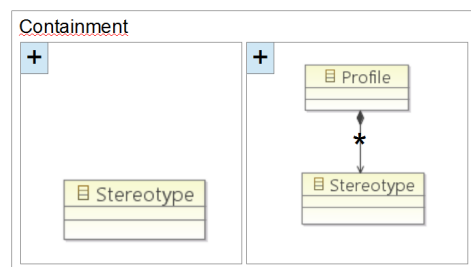 Containment
+
+
Profile
*
Stereotype
Stereotype